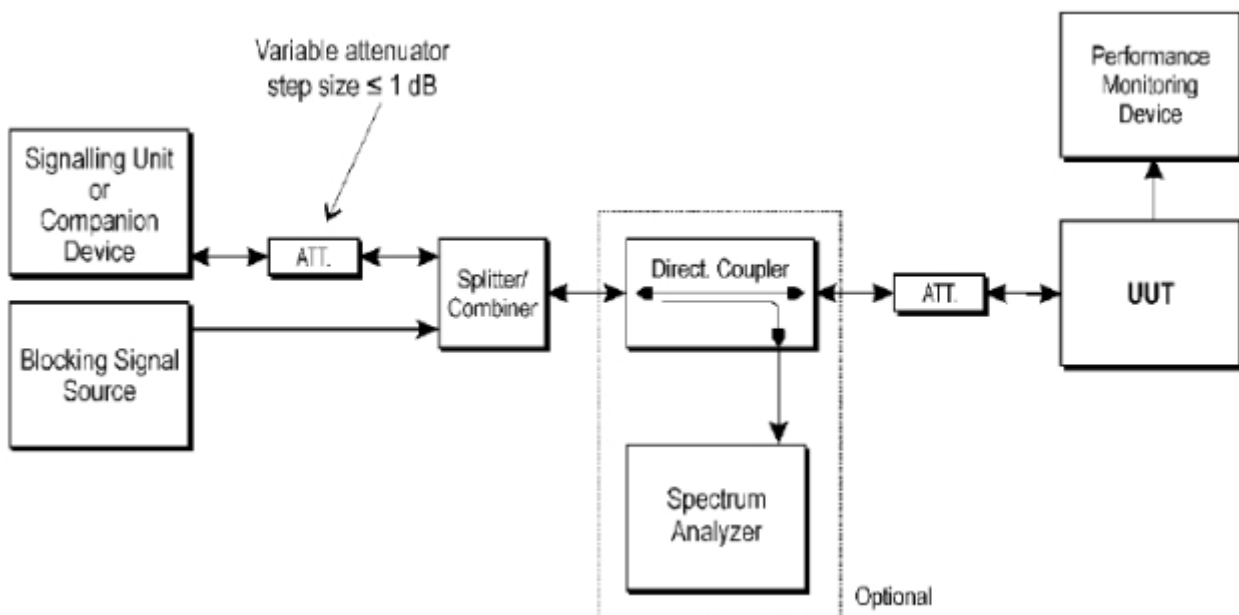 Variable attenuator
step size ≤ 1 dB
Performance
Monitoring
Device
Signalling Unit
or
Companion
Device
ATT.
Splitter/
Combiner
Direct. Coupler
ATT.
UUT
Blocking Signal
Source
Spectrum
Analyzer
Optional